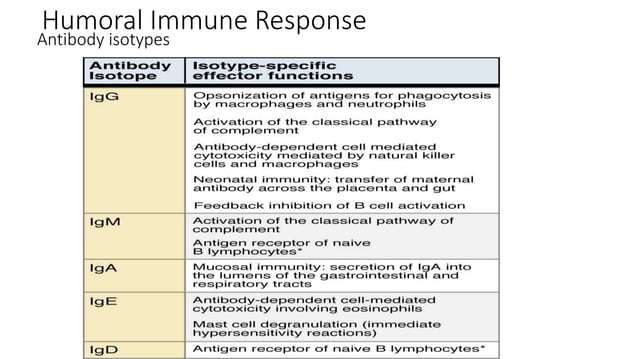 Humoral Immune Response
Antibody isotypes
Antibody Isotope
Isotype-specific effector functions
IgG
Opsonization of antigens for phagocytosis
by macrophages and neutrophils
Activation of the classical pathway
of complement
Antibody-dependent cell mediated
cytotoxicity mediated by natural killer
cells and macrophages
Neonatal immunity: transfer of maternal
antibody across the placenta and gut
Feedback inhibition of B cell activation
IgM
Activation of the classical pathway of
complement
Antigen receptor of naive
B lymphocytes*
IgA
Mucosal immunity: secretion of IgA into
the lumens of the gastrointestinal and
respiratory tracts
IgE
Antibody-dependent cell-mediated
cytotoxicity involving eosinophils
Mast cell degranulation (immediate
hypersensitivity reactions)
IgD
Antigen receptor of naive B lymphocytes*